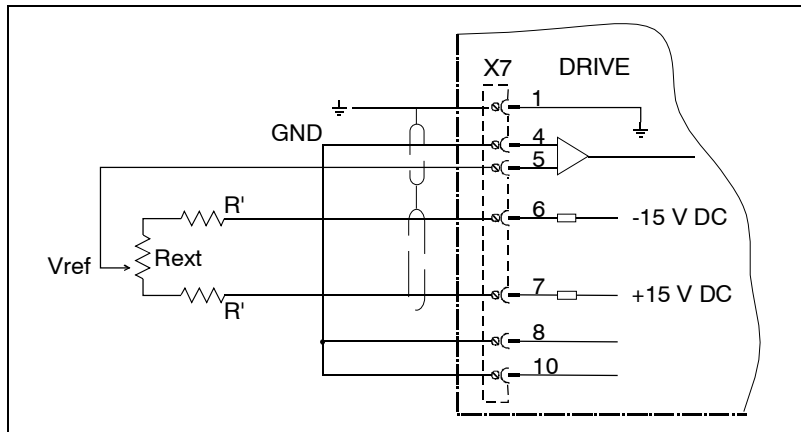 X7 DRIVE
1
GND 4
5
R' 6 -15 V DC
Vref Rext
R' 7 +15 V DC
8
10